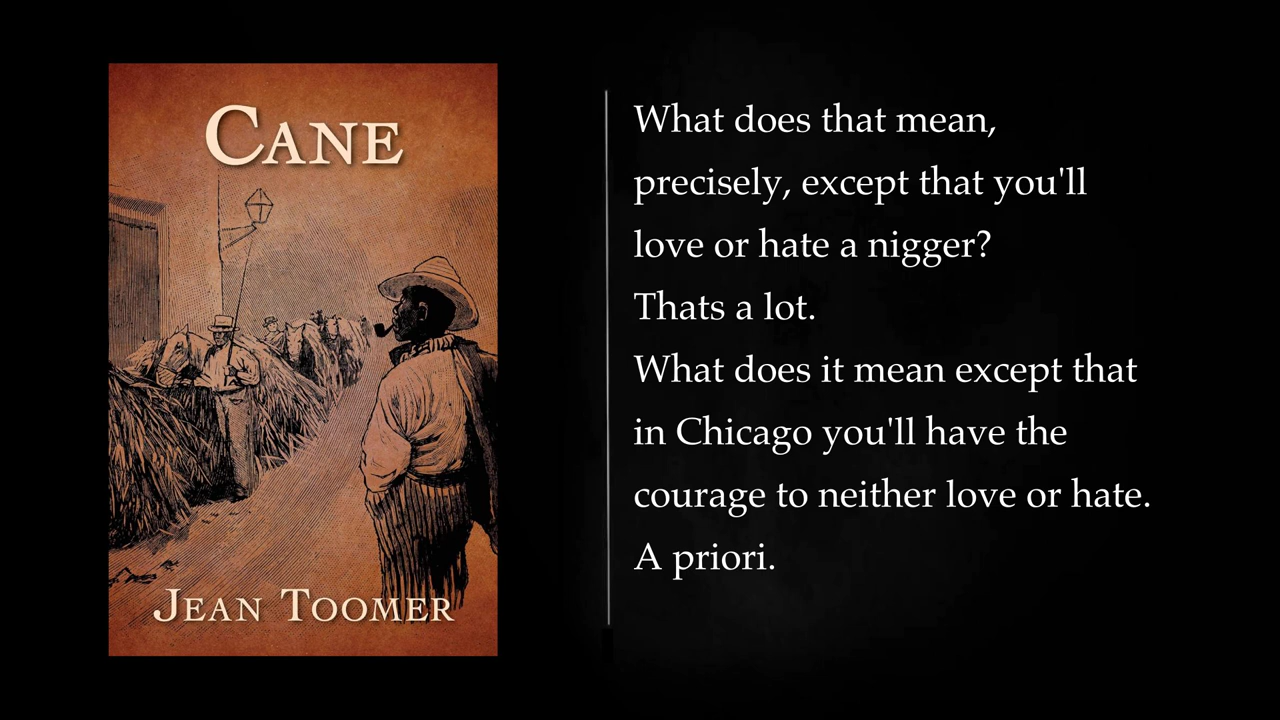 CANE
JEAN TOOMER
What does that mean,
precisely, except that you'll
love or hate a nigger?
Thats a lot.
What does it mean except that
in Chicago you'll have the
courage to neither love or hate.
A priori.